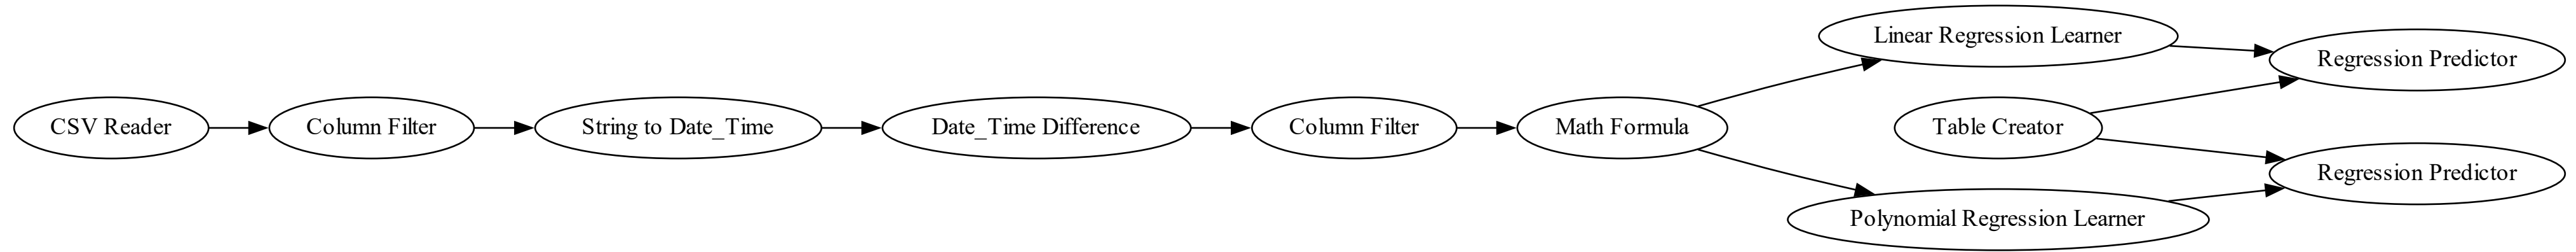 CSV Reader
Column Filter
String to Date_Time
Date_Time Difference
Column Filter
Math Formula
Linear Regression Learner
Table Creator
Polynomial Regression Learner
Regression Predictor
Regression Predictor